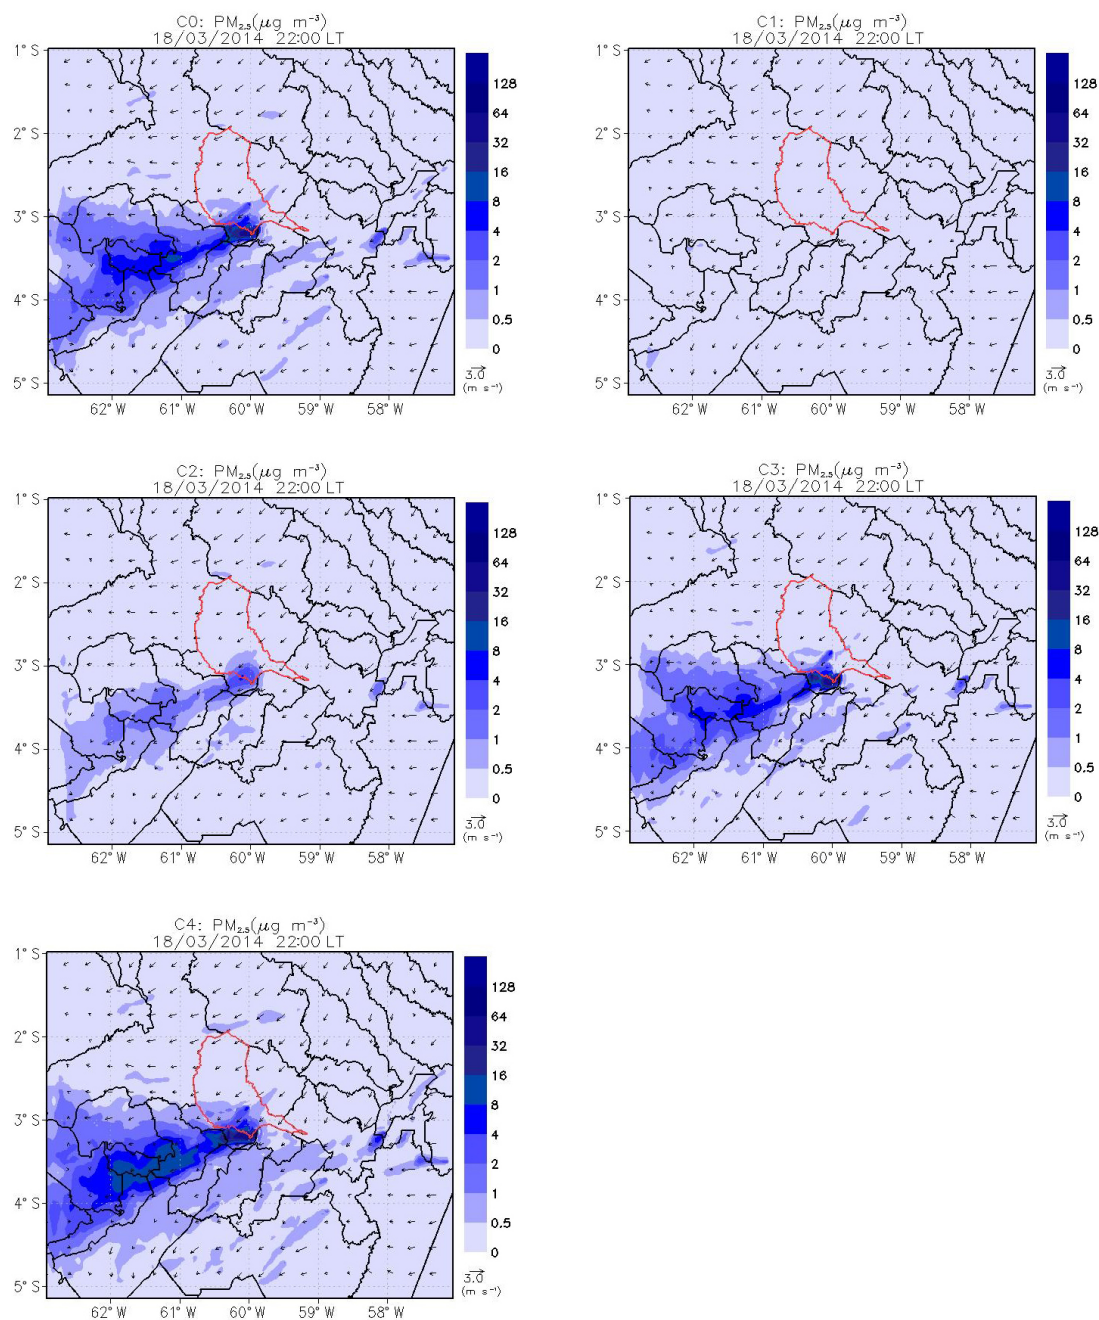 C0: PM₂.₅(μg m⁻³)
18/03/2014 22:00 LT
1° S
2° S
3° S
4° S
5° S
62° W 61° W 60° W 59° W 58° W
128
64
32
16
8
4
2
1
0.5
0
3.0
(m s⁻¹)
C1: PM₂.₅(μg m⁻³)
18/03/2014 22:00 LT
1° S
2° S
3° S
4° S
5° S
62° W 61° W 60° W 59° W 58° W
128
64
32
16
8
4
2
1
0.5
0
3.0
(m s⁻¹)
C2: PM₂.₅(μg m⁻³)
18/03/2014 22:00 LT
1° S
2° S
3° S
4° S
5° S
62° W 61° W 60° W 59° W 58° W
128
64
32
16
8
4
2
1
0.5
0
3.0
(m s⁻¹)
C3: PM₂.₅(μg m⁻³)
18/03/2014 22:00 LT
1° S
2° S
3° S
4° S
5° S
62° W 61° W 60° W 59° W 58° W
128
64
32
16
8
4
2
1
0.5
0
3.0
(m s⁻¹)
C4: PM₂.₅(μg m⁻³)
18/03/2014 22:00 LT
1° S
2° S
3° S
4° S
5° S
62° W 61° W 60° W 59° W 58° W
128
64
32
16
8
4
2
1
0.5
0
3.0
(m s⁻¹)